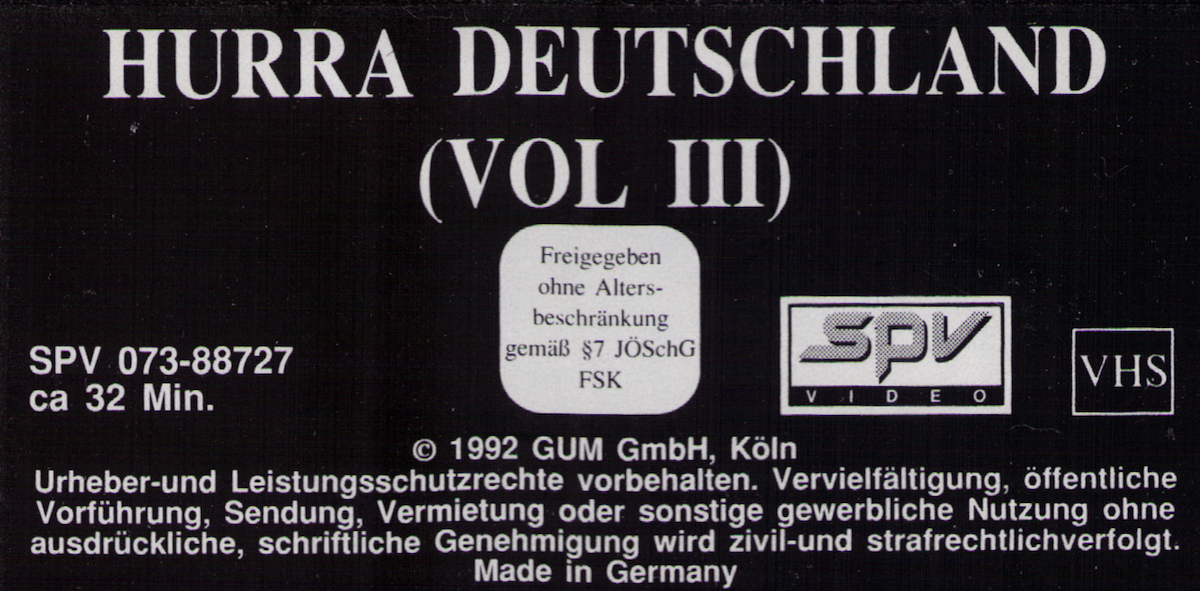 HURRA DEUTSCHLAND
(VOL III)
Freigegeben
ohne Alters-
beschränkung
gemäß §7 JÖSchG
FSK
SPV 073-88727
ca 32 Min.
spv
VIDEO
VHS
© 1992 GUM GmbH, Köln
Urheber-und Leistungsschutzrechte vorbehalten. Vervielfältigung, öffentliche
Vorführung, Sendung, Vermietung oder sonstige gewerbliche Nutzung ohne
ausdrückliche, schriftliche Genehmigung wird zivil-und strafrechtlichverfolgt.
Made in Germany